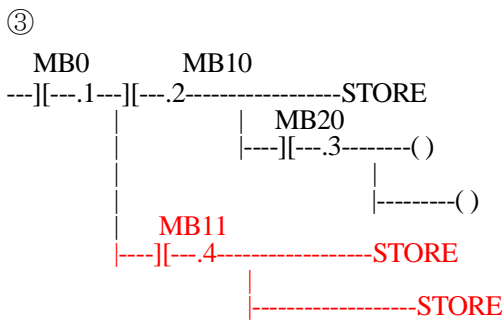 ③
MB0 MB10
---][---.1---][---.2------------------STORE
| | MB20
| |----][---.3--------( )
| |
| |---------( )
| MB11
|----][---.4------------------STORE
|
|-------------------STORE